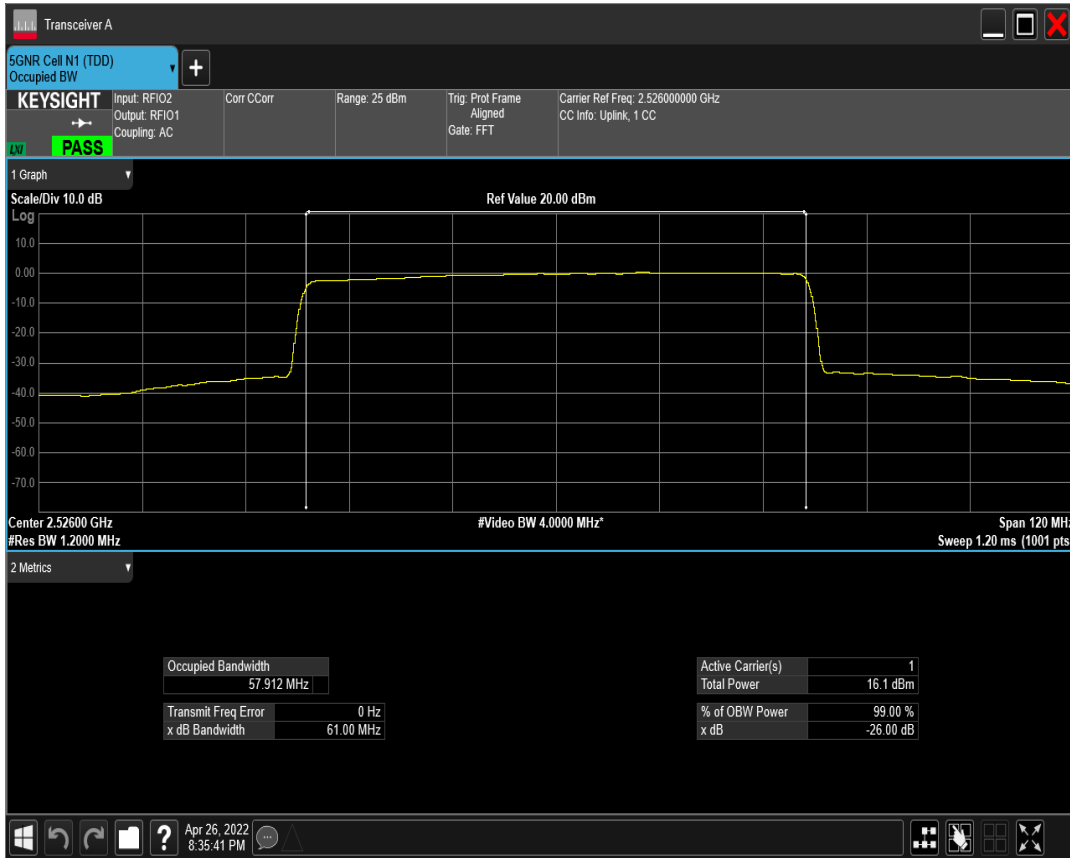 Transceiver A
5GNR Cell N1 (TDD)
Occupied BW
KEYSIGHT
LXI
PASS
Input: RFIO2
Output: RFIO1
Coupling: AC
Corr CCorr
Range: 25 dBm
Trig: Prot Frame
Aligned
Gate: FFT
Carrier Ref Freq: 2.526000000 GHz
CC Info: Uplink, 1 CC
1 Graph
Scale/Div 10.0 dB
Ref Value 20.00 dBm
Log
10.0
0.00
-10.0
-20.0
-30.0
-40.0
-50.0
-60.0
-70.0
Center 2.52600 GHz
#Video BW 4.0000 MHz*
Span 120 MHz
#Res BW 1.2000 MHz
Sweep 1.20 ms (1001 pts
2 Metrics
Occupied Bandwidth
57.912 MHz
Transmit Freq Error 0 Hz
x dB Bandwidth 61.00 MHz
Active Carrier(s) 1
Total Power 16.1 dBm
% of OBW Power 99.00 %
x dB -26.00 dB
?
Apr 26, 2022
8:35:41 PM